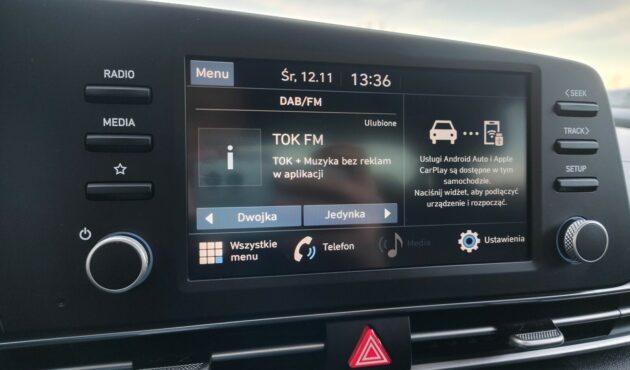 RADIO
MEDIA
Menu
Śr, 12.11 13:36
DAB/FM
Ulubione
i
TOK FM
TOK + Muzyka bez reklam
w aplikacji
Dwojka
Jedynka
Usługi Android Auto i Apple
CarPlay są dostępne w tym
samochodzie.
Naciśnij widżet, aby podłączyć
urządzenie i rozpocząć.
Wszystkie
menu
Telefon
Media
Ustawienia
<SEEK
TRACK>
SETUP